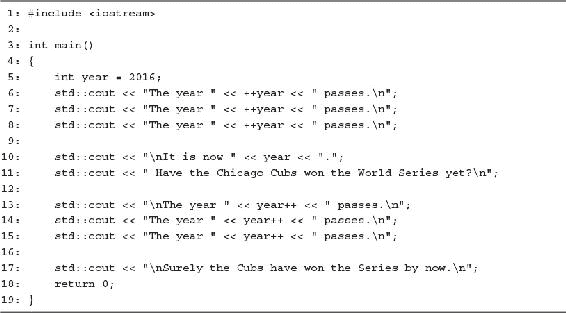 1: #include <iostream>
2:
3: int main()
4: {
5:     int year = 2016;
6:     std::cout << "The year " << ++year << " passes.\n";
7:     std::cout << "The year " << ++year << " passes.\n";
8:     std::cout << "The year " << ++year << " passes.\n";
9:
10:     std::cout << "\nIt is now " << year << ".";
11:     std::cout << " Have the Chicago Cubs won the World Series yet?\n";
12:
13:     std::cout << "\nThe year " << year++ << " passes.\n";
14:     std::cout << "The year " << year++ << " passes.\n";
15:     std::cout << "The year " << year++ << " passes.\n";
16:
17:     std::cout << "\nSurely the Cubs have won the Series by now.\n";
18:     return 0;
19: }